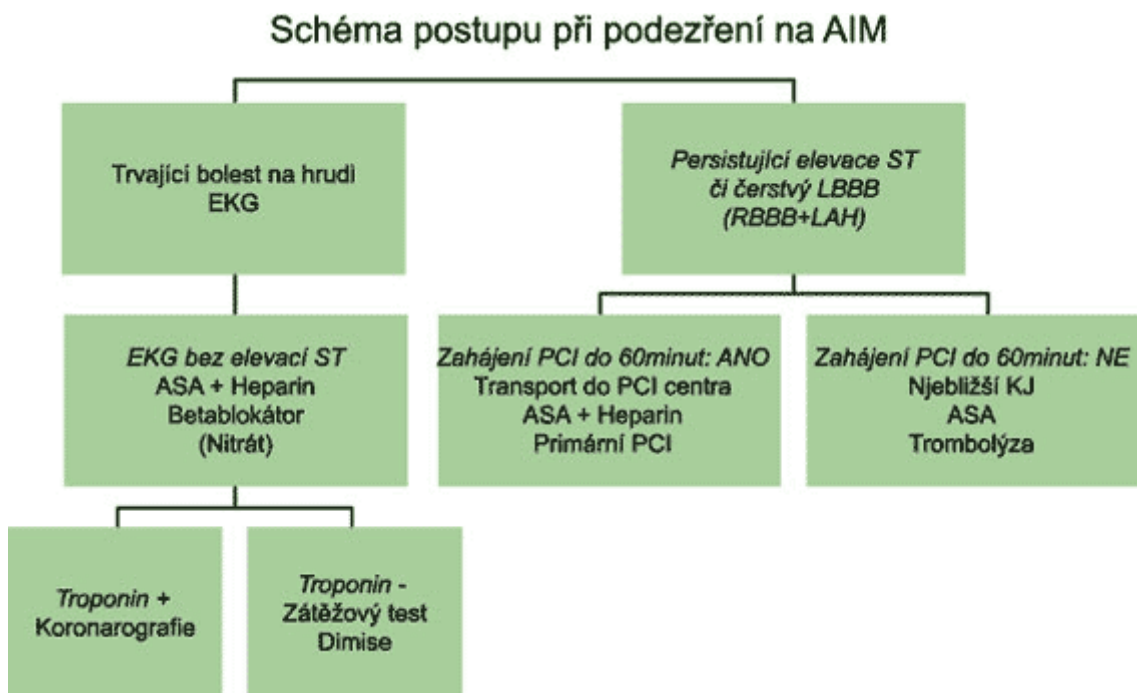 Schéma postupu při podezření na AIM
Trvající bolest na hrudi
EKG
Persistující elevace ST
či čerstvý LBBB
(RBBB+LAH)
EKG bez elevací ST
ASA + Heparin
Betablokátor
(Nitrát)
Zahájení PCI do 60minut: ANO
Transport do PCI centra
ASA + Heparin
Primární PCI
Zahájení PCI do 60minut: NE
Njebližší KJ
ASA
Trombolýza
Troponin +
Koronarografie
Troponin -
Zátěžový test
Dimise